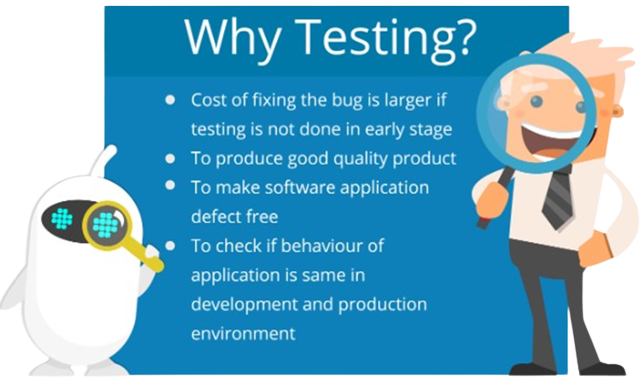 Why Testing?
● Cost of fixing the bug is larger if
testing is not done in early stage
● To produce good quality product
● To make software application
defect free
● To check if behaviour of
application is same in
development and production
environment